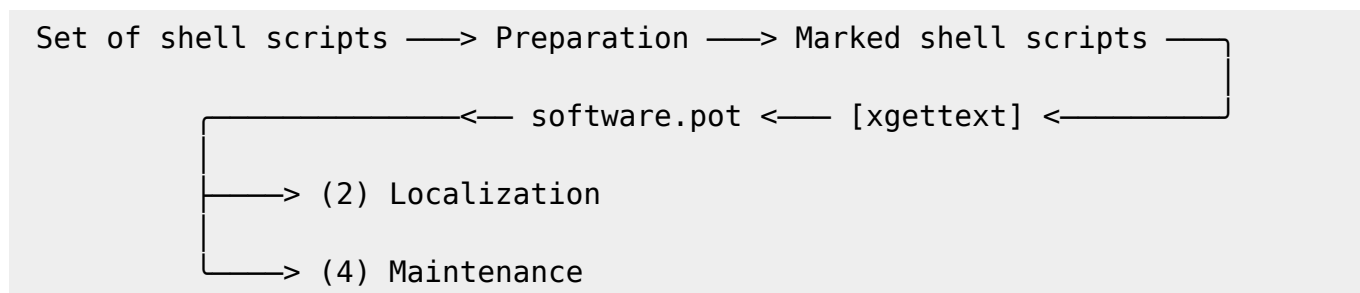 Set of shell scripts ───> Preparation ───> Marked shell scripts ───╮
╭───────────────<── software.pot <─── [xgettext] <─────────╯
├────> (2) Localization
╰────> (4) Maintenance